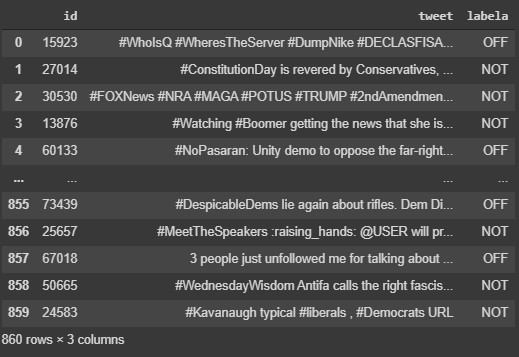 id tweet labela
0 15923 #WhoIsQ #WheresTheServer #DumpNike #DECLASFISA... OFF
1 27014 #ConstitutionDay is revered by Conservatives, ... NOT
2 30530 #FOXNews #NRA #MAGA #POTUS #TRUMP #2ndAmendmen... NOT
3 13876 #Watching #Boomer getting the news that she is... NOT
4 60133 #NoPasaran: Unity demo to oppose the far-right... OFF
... ... ... ...
855 73439 #DespicableDems lie again about rifles. Dem Di... OFF
856 25657 #MeetTheSpeakers :raising_hands: @USER will pr... NOT
857 67018 3 people just unfollowed me for talking about ... OFF
858 50665 #WednesdayWisdom Antifa calls the right fascis... NOT
859 24583 #Kavanaugh typical #liberals , #Democrats URL NOT
860 rows × 3 columns